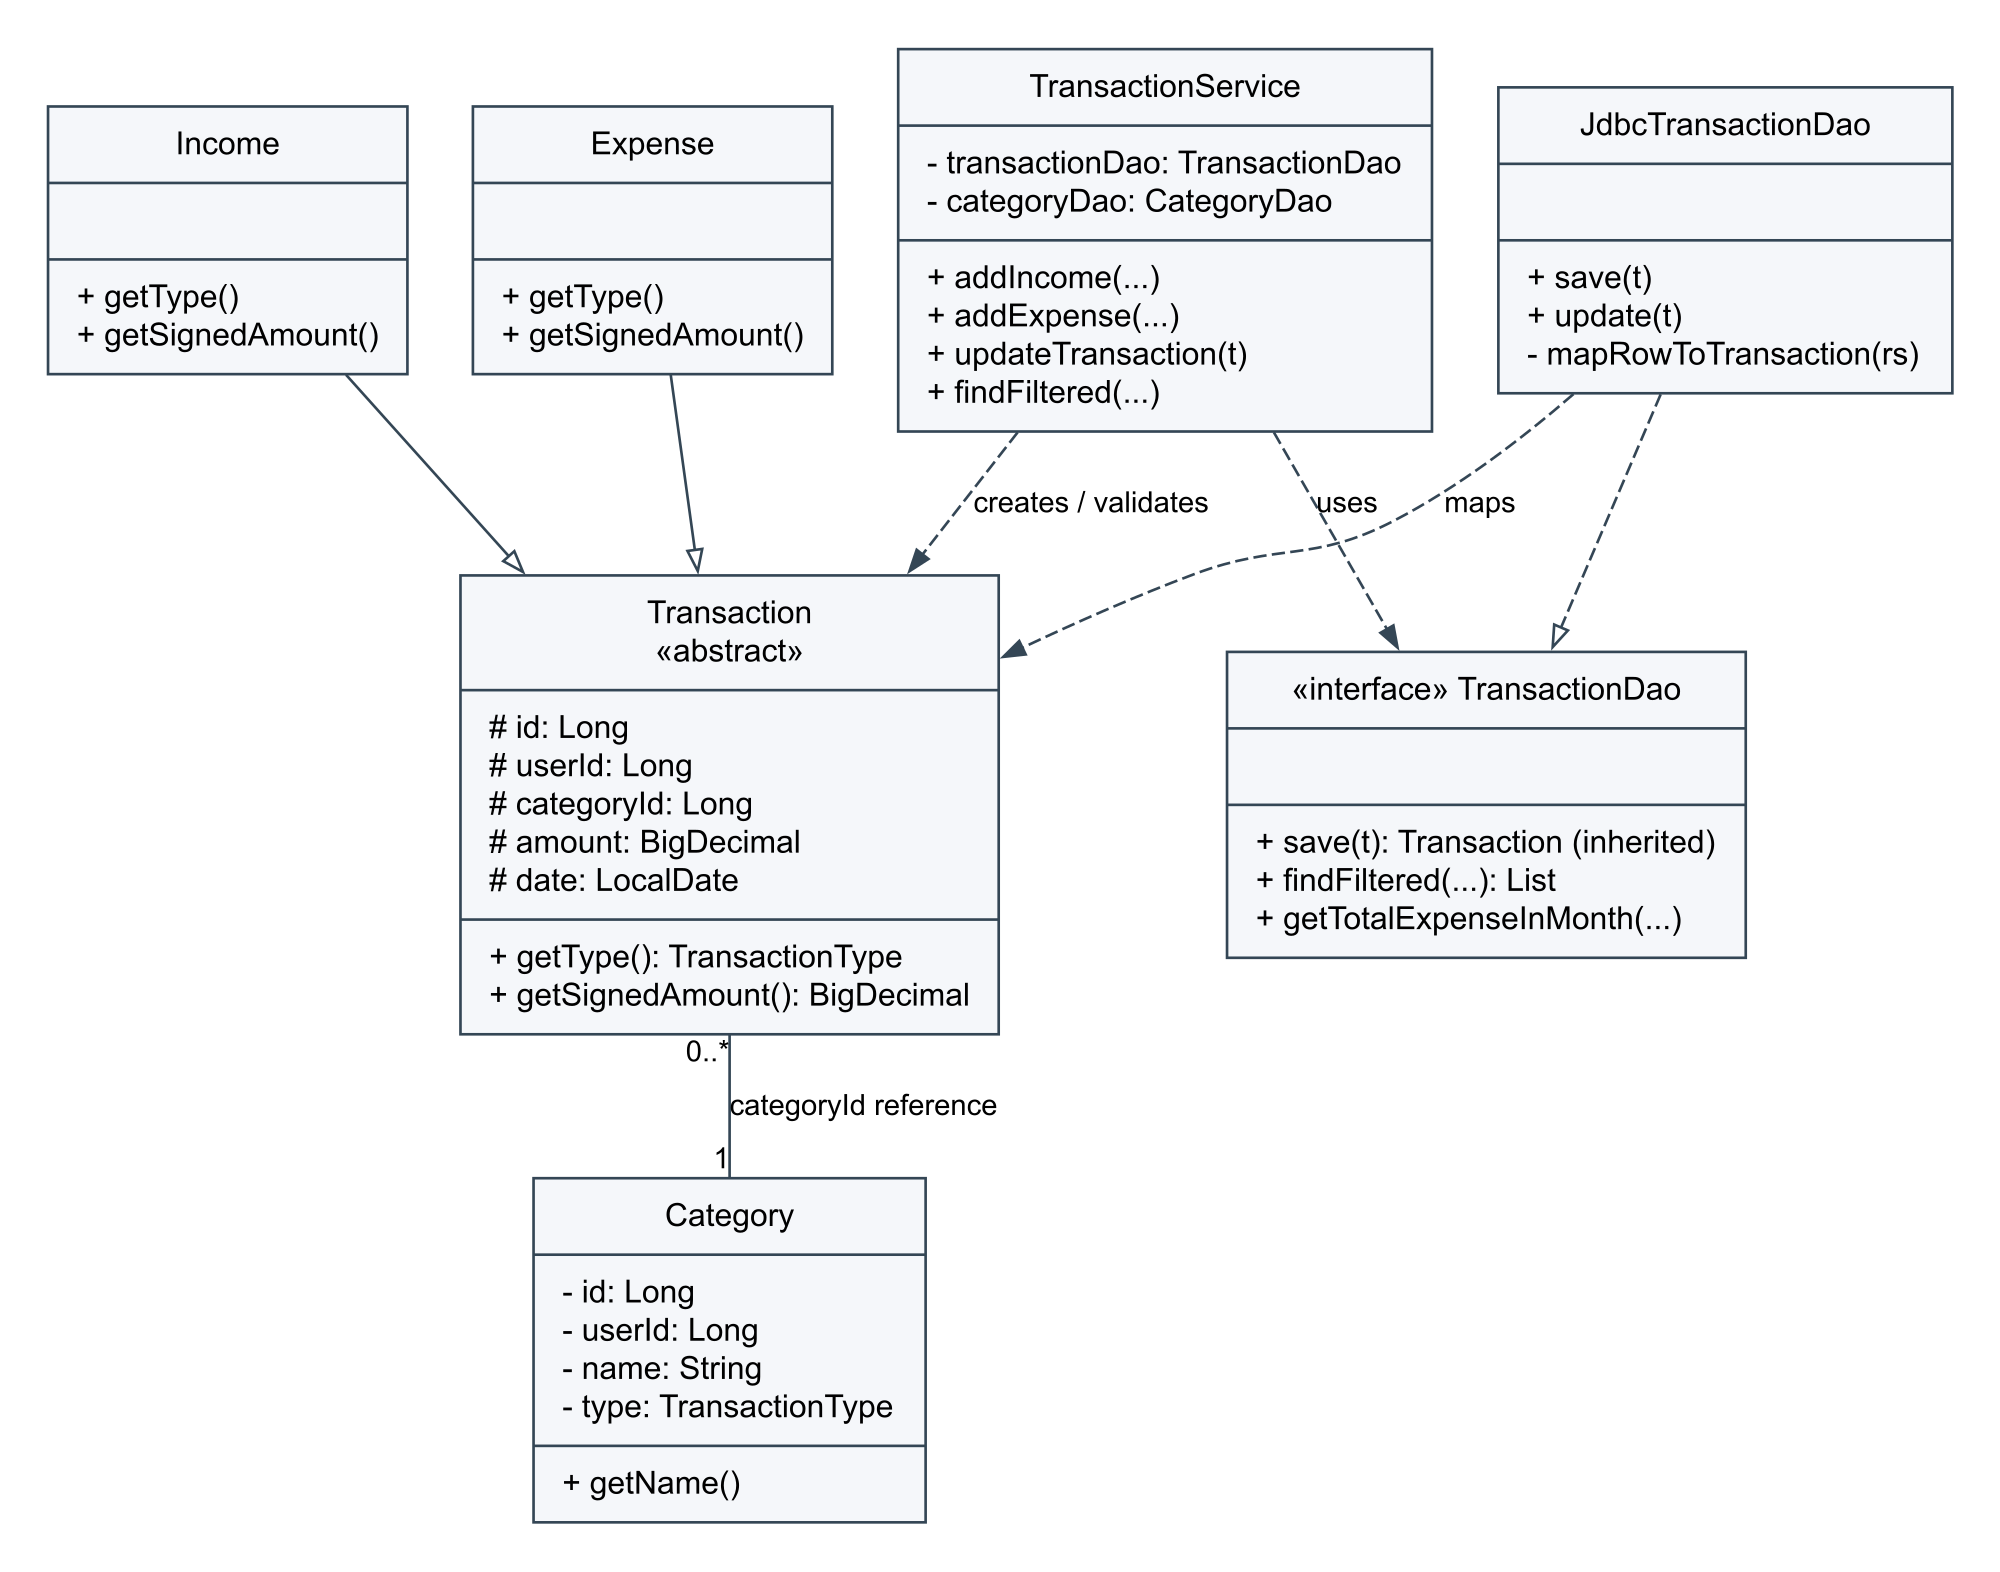 Income
+ getType()
+ getSignedAmount()
Expense
+ getType()
+ getSignedAmount()
TransactionService
- transactionDao: TransactionDao
- categoryDao: CategoryDao
+ addIncome(...)
+ addExpense(...)
+ updateTransaction(t)
+ findFiltered(...)
JdbcTransactionDao
+ save(t)
+ update(t)
- mapRowToTransaction(rs)
creates / validates
uses
maps
Transaction
«abstract»
# id: Long
# userId: Long
# categoryId: Long
# amount: BigDecimal
# date: LocalDate
+ getType(): TransactionType
+ getSignedAmount(): BigDecimal
«interface» TransactionDao
+ save(t): Transaction (inherited)
+ findFiltered(...): List
+ getTotalExpenseInMonth(...)
0..*
categoryId reference
1
Category
- id: Long
- userId: Long
- name: String
- type: TransactionType
+ getName()